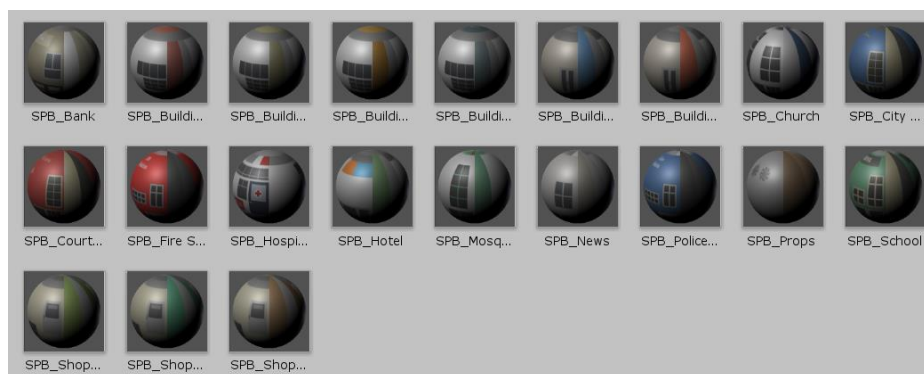 SPB_Bank
SPB_Buildi...
SPB_Buildi...
SPB_Buildi...
SPB_Buildi...
SPB_Buildi...
SPB_Buildi...
SPB_Church
SPB_City ...
SPB_Court...
SPB_Fire S...
SPB_Hospi...
SPB_Hotel
SPB_Mosq...
SPB_News
SPB_Police...
SPB_Props
SPB_School
SPB_Shop...
SPB_Shop...
SPB_Shop...